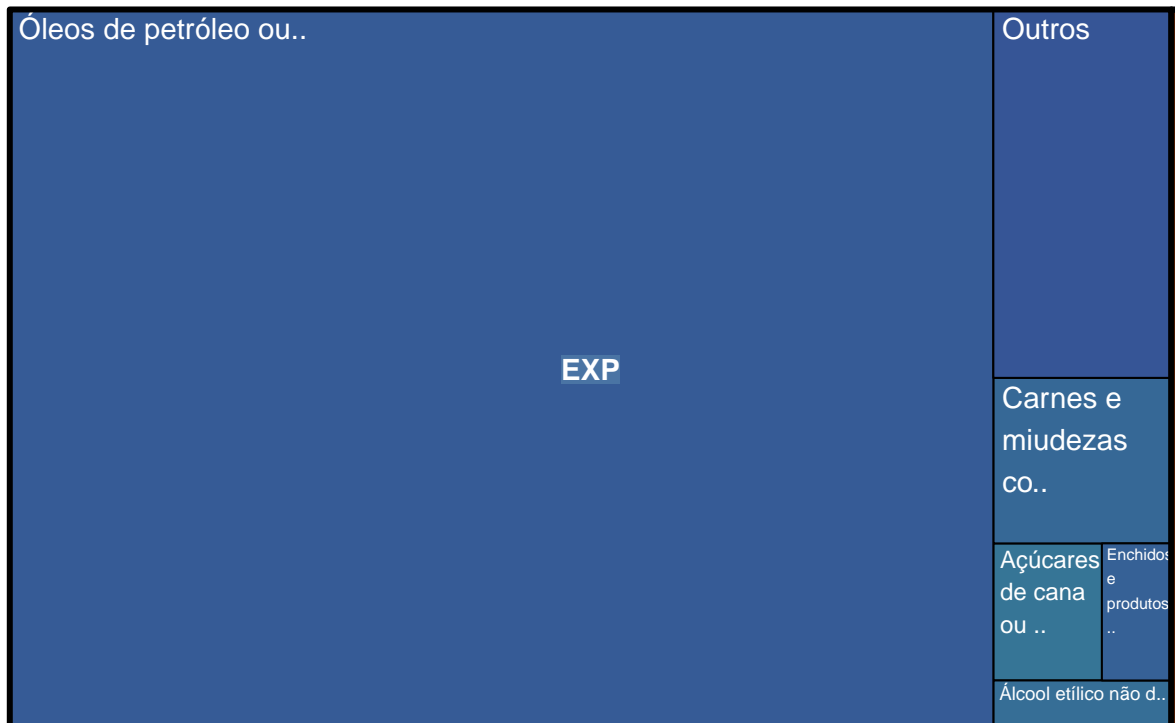 Óleos de petróleo ou..
Outros
EXP
Carnes e
miudezas
co..
Açúcares
de cana
ou ..
Enchidos
e
produtos
..
Álcool etílico não d..